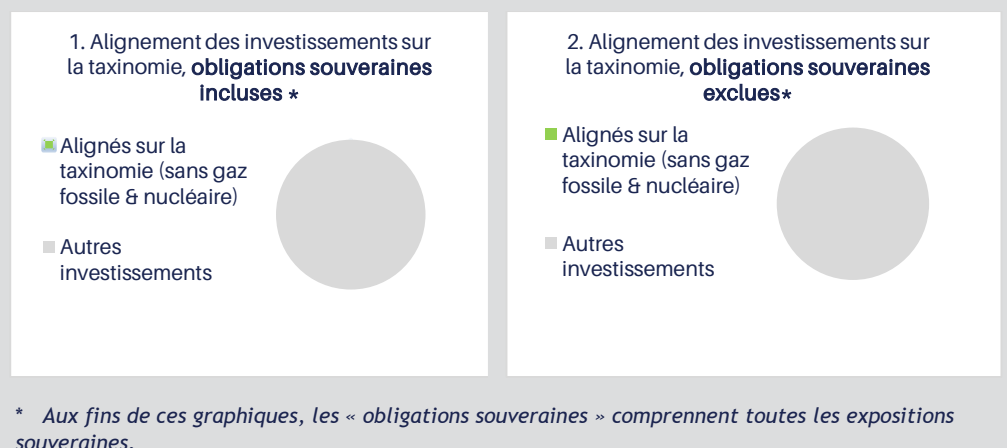 1. Alignement des investissements sur
la taxinomie, obligations souveraines
incluses *
Alignés sur la
taxinomie (sans gaz
fossile & nucléaire)
Autres
investissements
2. Alignement des investissements sur
la taxinomie, obligations souveraines
exclues*
Alignés sur la
taxinomie (sans gaz
fossile & nucléaire)
Autres
investissements
* Aux fins de ces graphiques, les « obligations souveraines » comprennent toutes les expositions
souveraines.